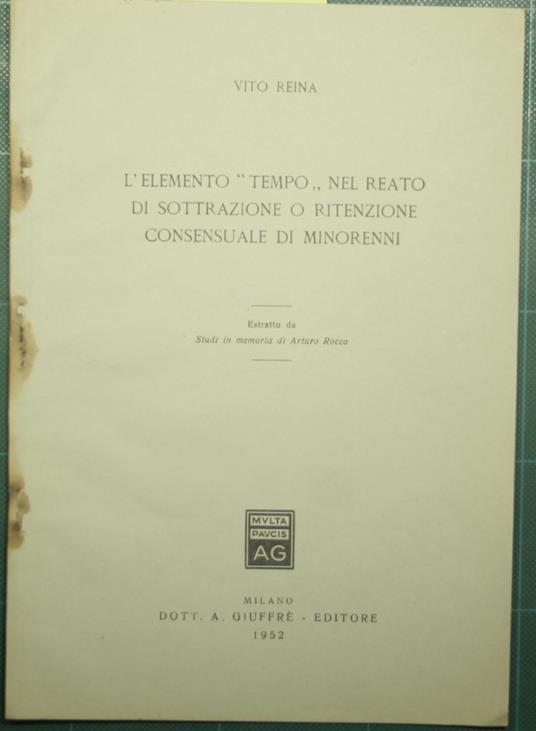 VITO REINA
L'ELEMENTO “TEMPO„ NEL REATO
DI SOTTRAZIONE O RITENZIONE
CONSENSUALE DI MINORENNI
Estratto da
Studi in memoria di Arturo Rocco
MVLTA
PAVCIS
AG
MILANO
DOTT. A. GIUFFRÈ - EDITORE
1952